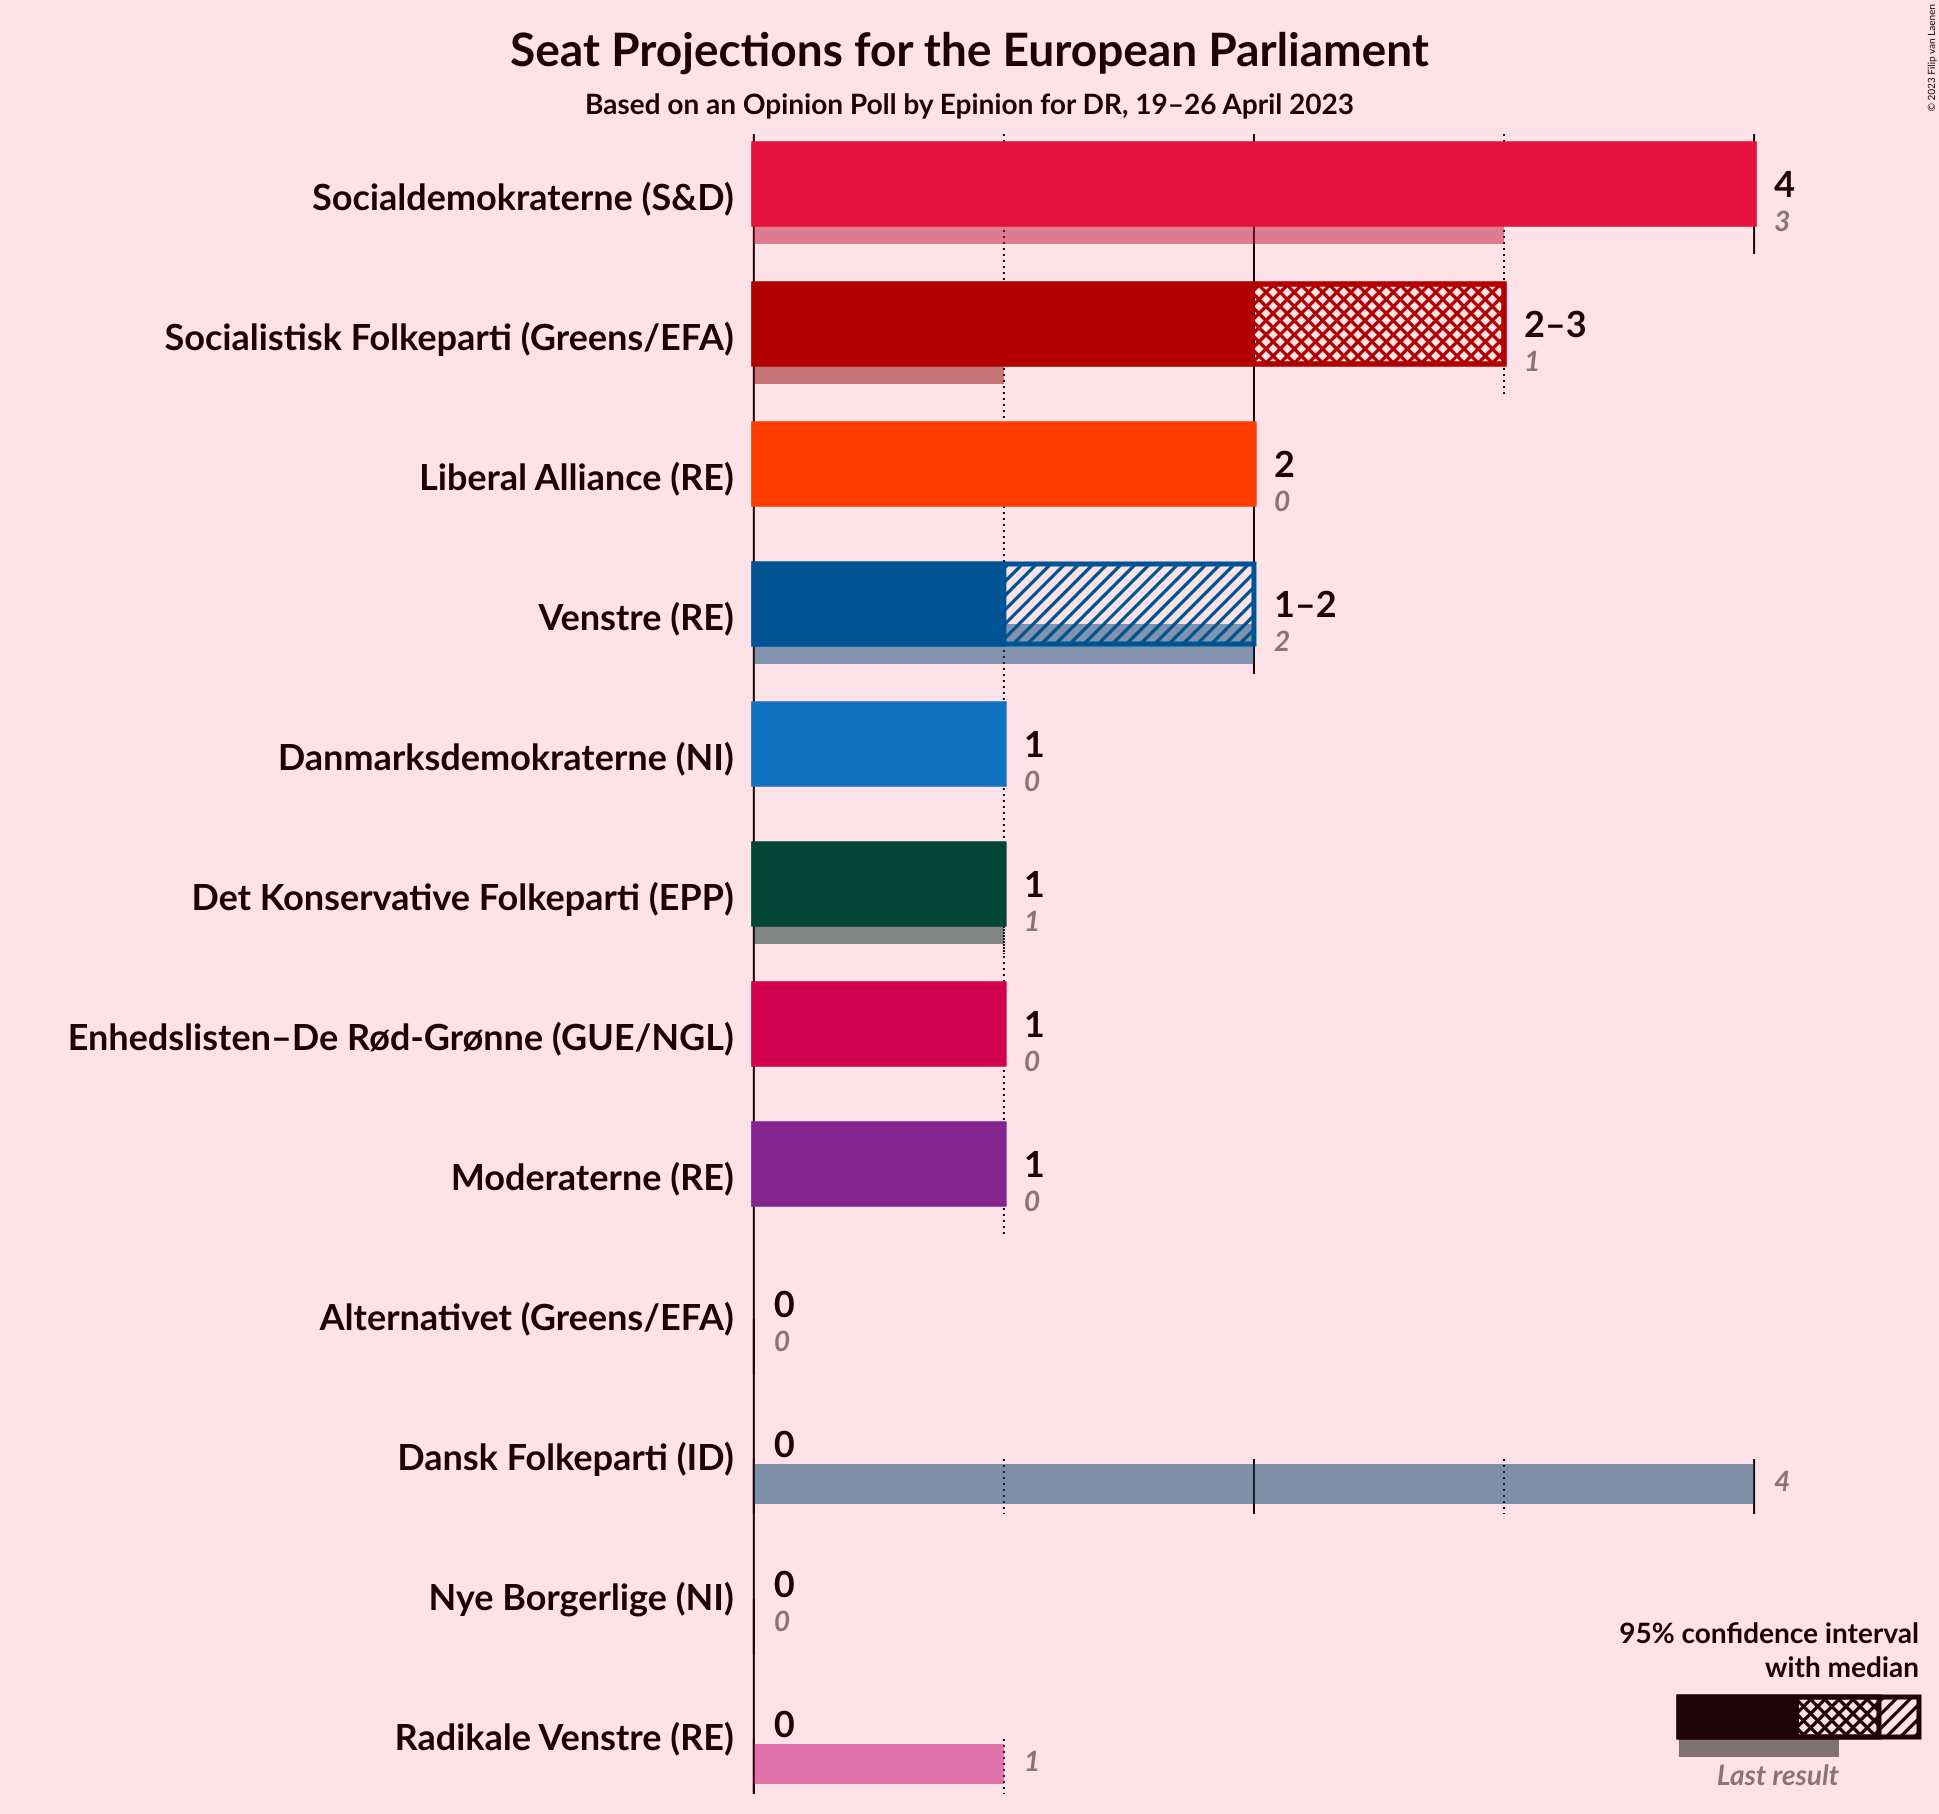 Seat Projections for the European Parliament
Based on an Opinion Poll by Epinion for DR, 19–26 April 2023
© 2023 Filip van Laenen
Socialdemokraterne (S&D)
4
3
Socialistisk Folkeparti (Greens/EFA)
2–3
1
Liberal Alliance (RE)
2
0
Venstre (RE)
1–2
2
Danmarksdemokraterne (NI)
1
0
Det Konservative Folkeparti (EPP)
1
1
Enhedslisten–De Rød-Grønne (GUE/NGL)
1
0
Moderaterne (RE)
1
0
Alternativet (Greens/EFA)
0
0
Dansk Folkeparti (ID)
0
4
Nye Borgerlige (NI)
0
0
Radikale Venstre (RE)
0
1
95% confidence interval
with median
Last result